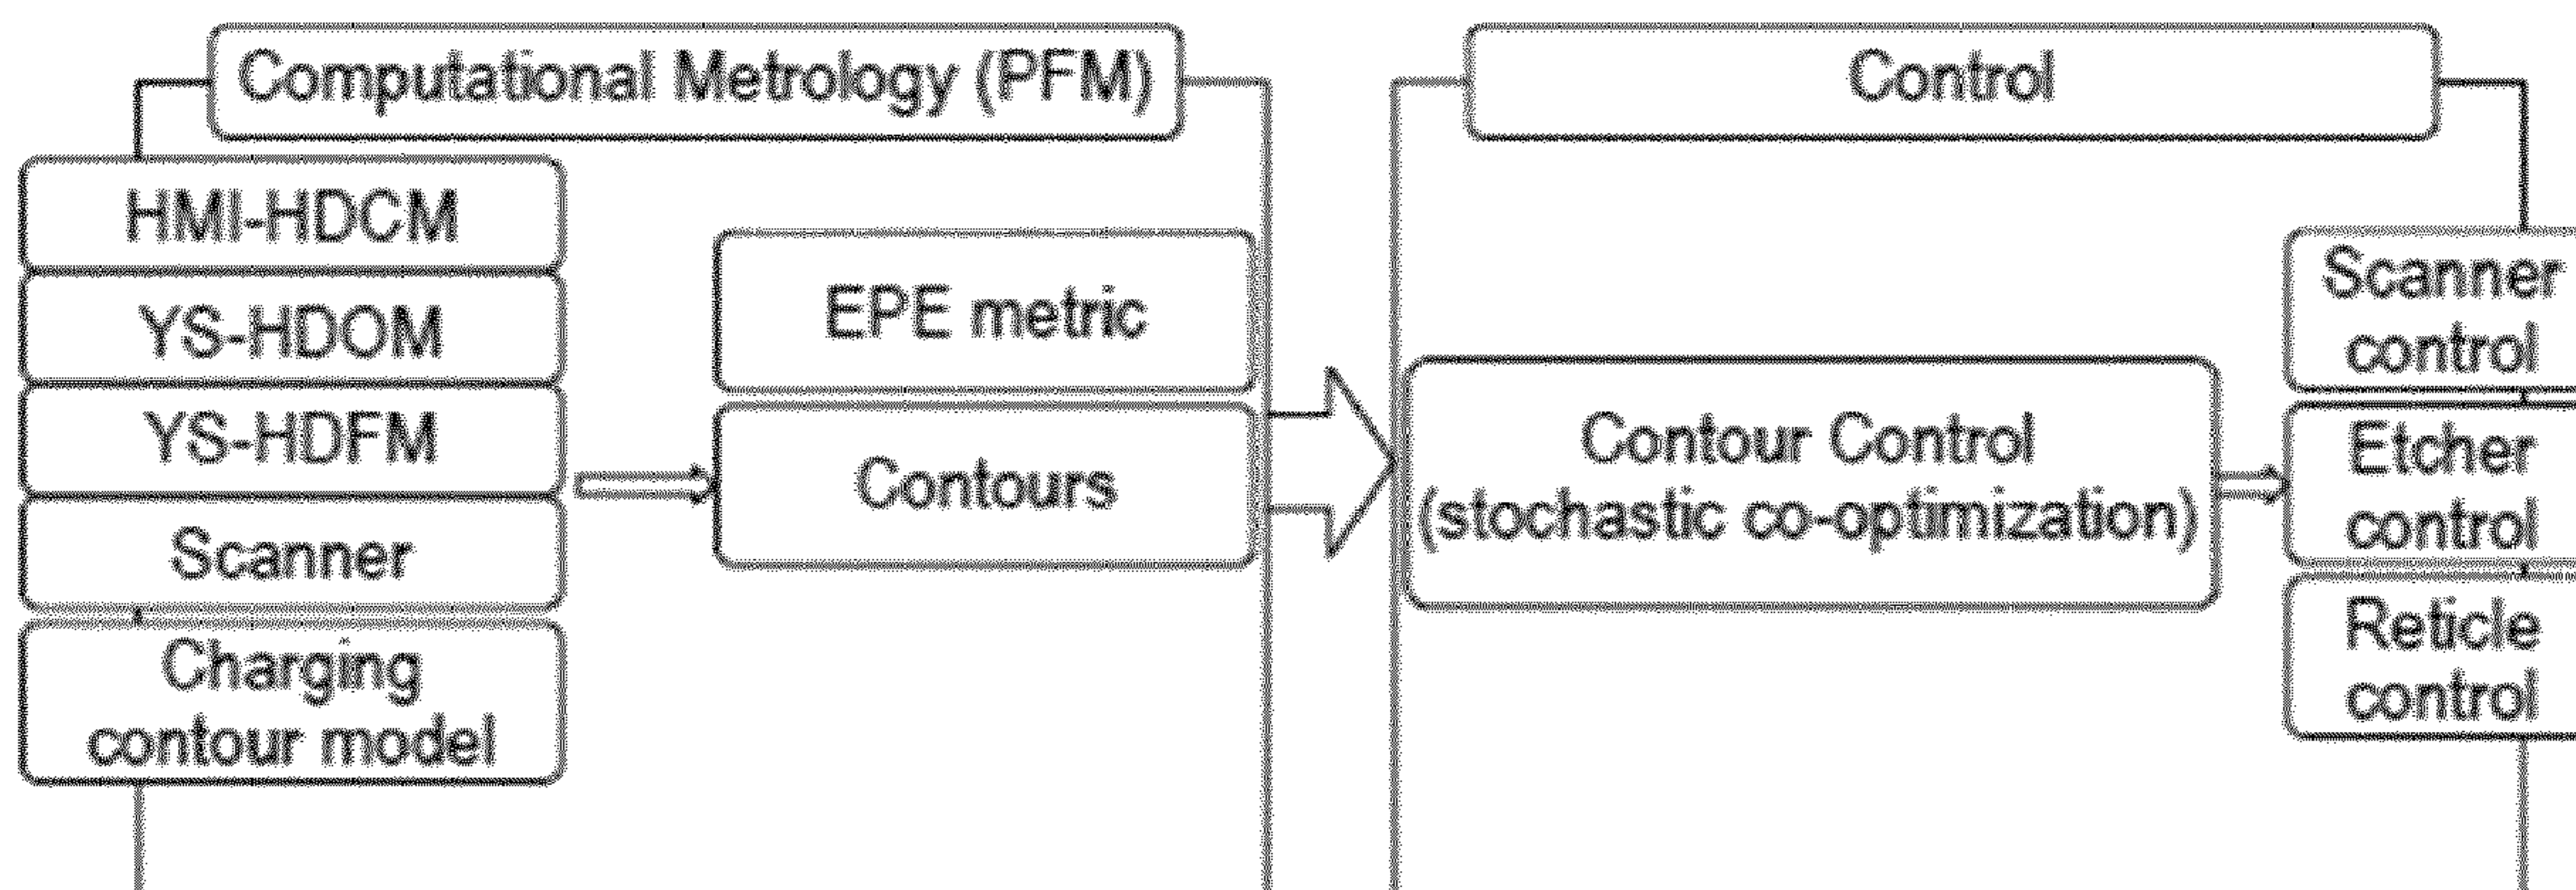 Computational Metrology (PFM)
HMI-HDCM
YS-HDOM
YS-HDFM
Scanner
Charging
contour model
EPE metric
Contours
Control
Contour Control
(stochastic co-optimization)
Scanner
control
Etcher
control
Reticle
control